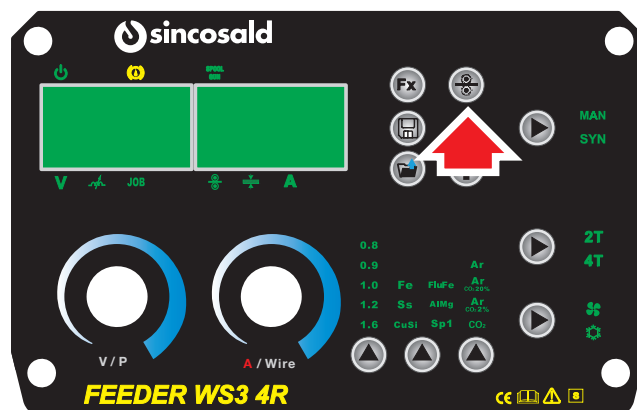 sincosald
SPOOL GUN
Fx
MAN
SYN
V JOB A
2T
4T
0.8
0.9 Ar
1.0 Fe FluFe Ar CO₂ 20%
1.2 Ss AlMg Ar CO₂ 2%
1.6 CuSi Sp1 CO₂
V / P
A / Wire
FEEDER WS3 4R
CE 8